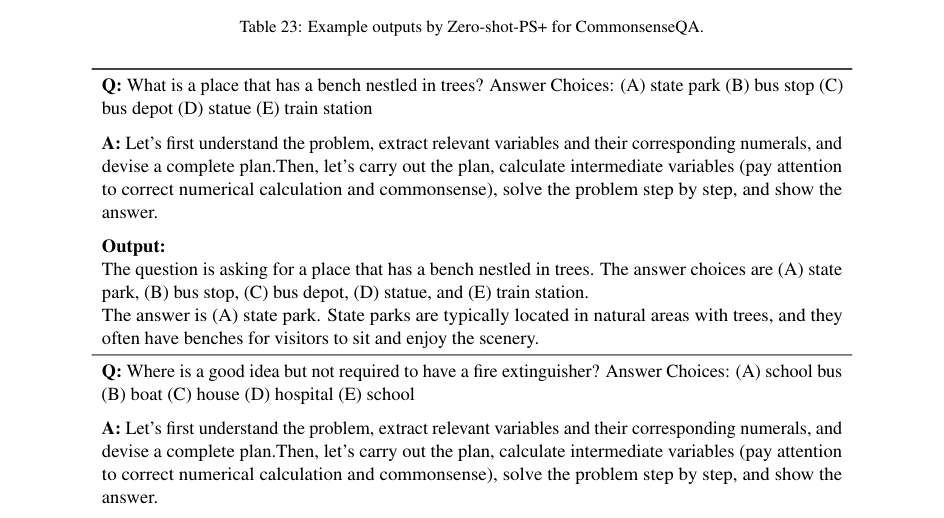 Table 23: Example outputs by Zero-shot-PS+ for CommonsenseQA.
Q: What is a place that has a bench nestled in trees? Answer Choices: (A) state park (B) bus stop (C)
bus depot (D) statue (E) train station
A: Let's first understand the problem, extract relevant variables and their corresponding numerals, and
devise a complete plan.Then, let's carry out the plan, calculate intermediate variables (pay attention
to correct numerical calculation and commonsense), solve the problem step by step, and show the
answer.
Output:
The question is asking for a place that has a bench nestled in trees. The answer choices are (A) state
park, (B) bus stop, (C) bus depot, (D) statue, and (E) train station.
The answer is (A) state park. State parks are typically located in natural areas with trees, and they
often have benches for visitors to sit and enjoy the scenery.
Q: Where is a good idea but not required to have a fire extinguisher? Answer Choices: (A) school bus
(B) boat (C) house (D) hospital (E) school
A: Let's first understand the problem, extract relevant variables and their corresponding numerals, and
devise a complete plan.Then, let's carry out the plan, calculate intermediate variables (pay attention
to correct numerical calculation and commonsense), solve the problem step by step, and show the
answer.